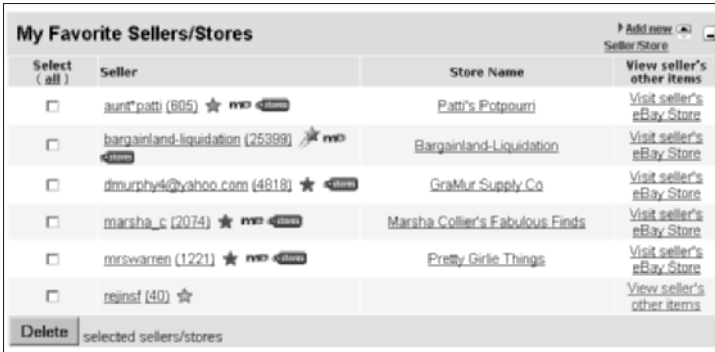 My Favorite Sellers/Stores
Add new
Seller/Store
Select
( all )
Seller
Store Name
View seller's
other items
aunt*patti (605) me stores
Patti's Potpourri
Visit seller's
eBay Store
bargainland-liquidation (25399) me
stores
Bargainland-Liquidation
Visit seller's
eBay Store
dmurphy4@yahoo.com (4818) stores
GraMur Supply Co
Visit seller's
eBay Store
marsha_c (2074) me stores
Marsha Collier's Fabulous Finds
Visit seller's
eBay Store
mrswarren (1221) me stores
Pretty Girlie Things
Visit seller's
eBay Store
rejinsf (40)
View seller's
other items
Delete selected sellers/stores